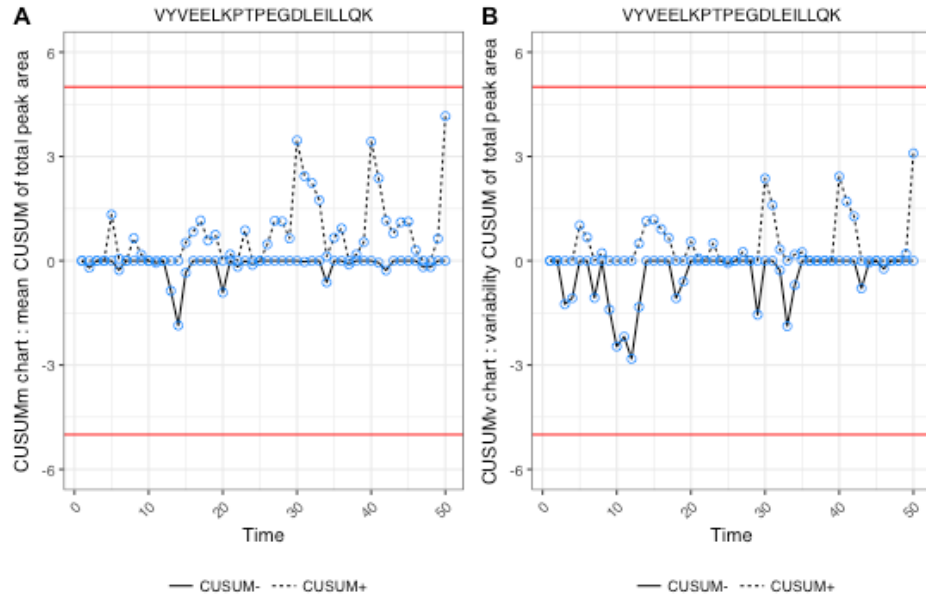 A
VYVEELKPTPEGDLEILLQK
CUSUMm chart : mean CUSUM of total peak area
6
3
0
-3
-6
0 10 20 30 40 50
Time
CUSUM- CUSUM+
B
VYVEELKPTPEGDLEILLQK
CUSUMv chart : variability CUSUM of total peak area
6
3
0
-3
-6
0 10 20 30 40 50
Time
CUSUM- CUSUM+